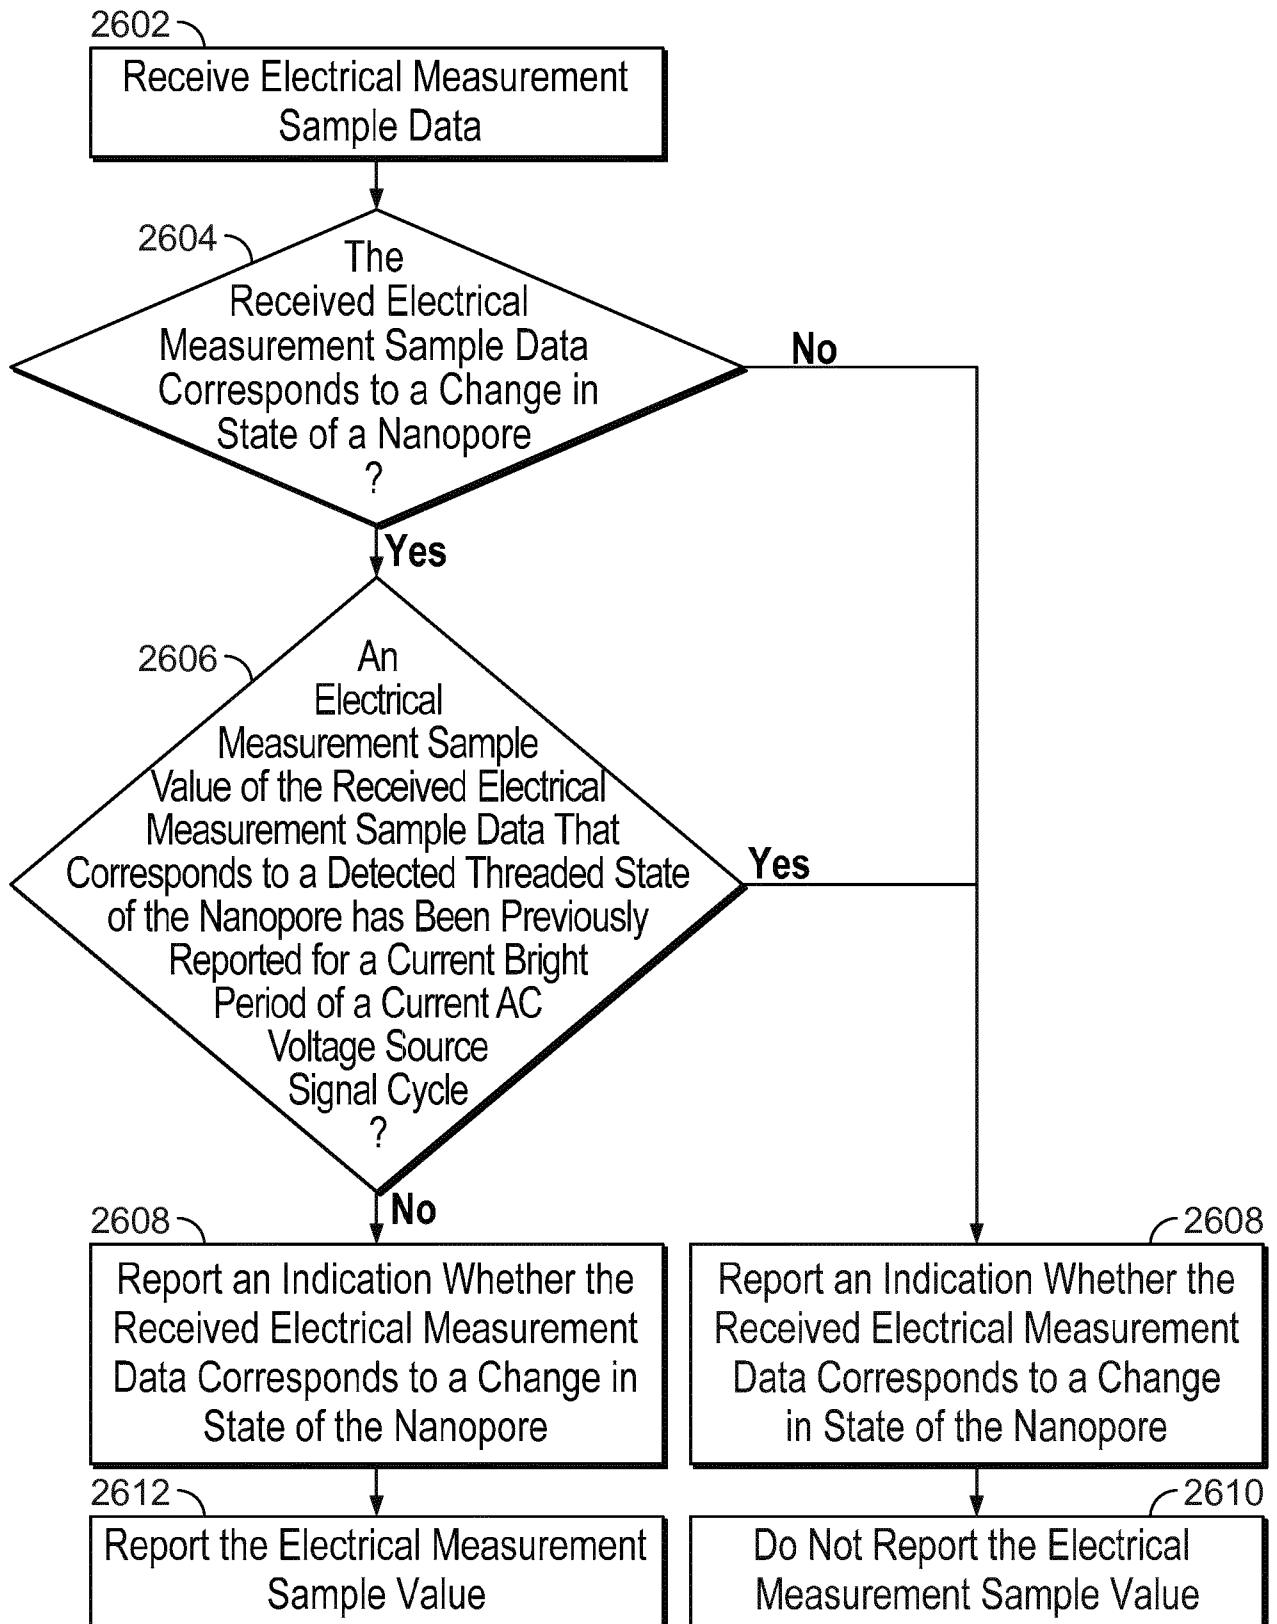 2602
Receive Electrical Measurement
Sample Data
2604
The
Received Electrical
Measurement Sample Data
Corresponds to a Change in
State of a Nanopore
?
No
Yes
2606
An
Electrical
Measurement Sample
Value of the Received Electrical
Measurement Sample Data That
Corresponds to a Detected Threaded State
of the Nanopore has Been Previously
Reported for a Current Bright
Period of a Current AC
Voltage Source
Signal Cycle
?
Yes
No
2608
Report an Indication Whether the
Received Electrical Measurement
Data Corresponds to a Change in
State of the Nanopore
2608
Report an Indication Whether the
Received Electrical Measurement
Data Corresponds to a Change
in State of the Nanopore
2612
Report the Electrical Measurement
Sample Value
2610
Do Not Report the Electrical
Measurement Sample Value